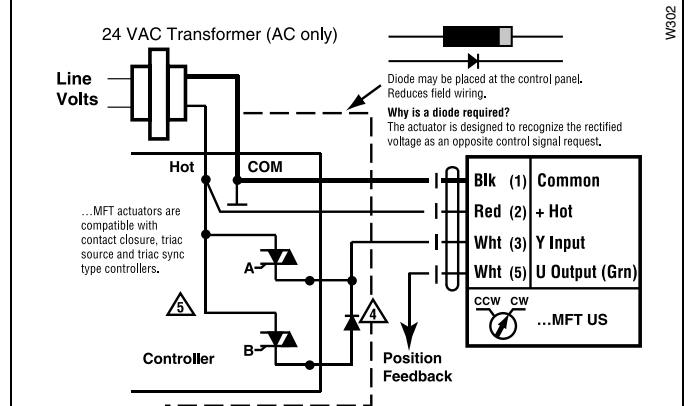 W302
24 VAC Transformer (AC only)
Line
Volts
Diode may be placed at the control panel.
Reduces field wiring.
Why is a diode required?
The actuator is designed to recognize the rectified
voltage as an opposite control signal request.
Hot
COM
Blk (1) Common
Red (2) + Hot
Wht (3) Y Input
Wht (5) U Output (Grn)
...MFT actuators are
compatible with
contact closure, triac
source and triac sync
type controllers.
A
5
4
B
CCW CW
...MFT US
Controller
Position
Feedback